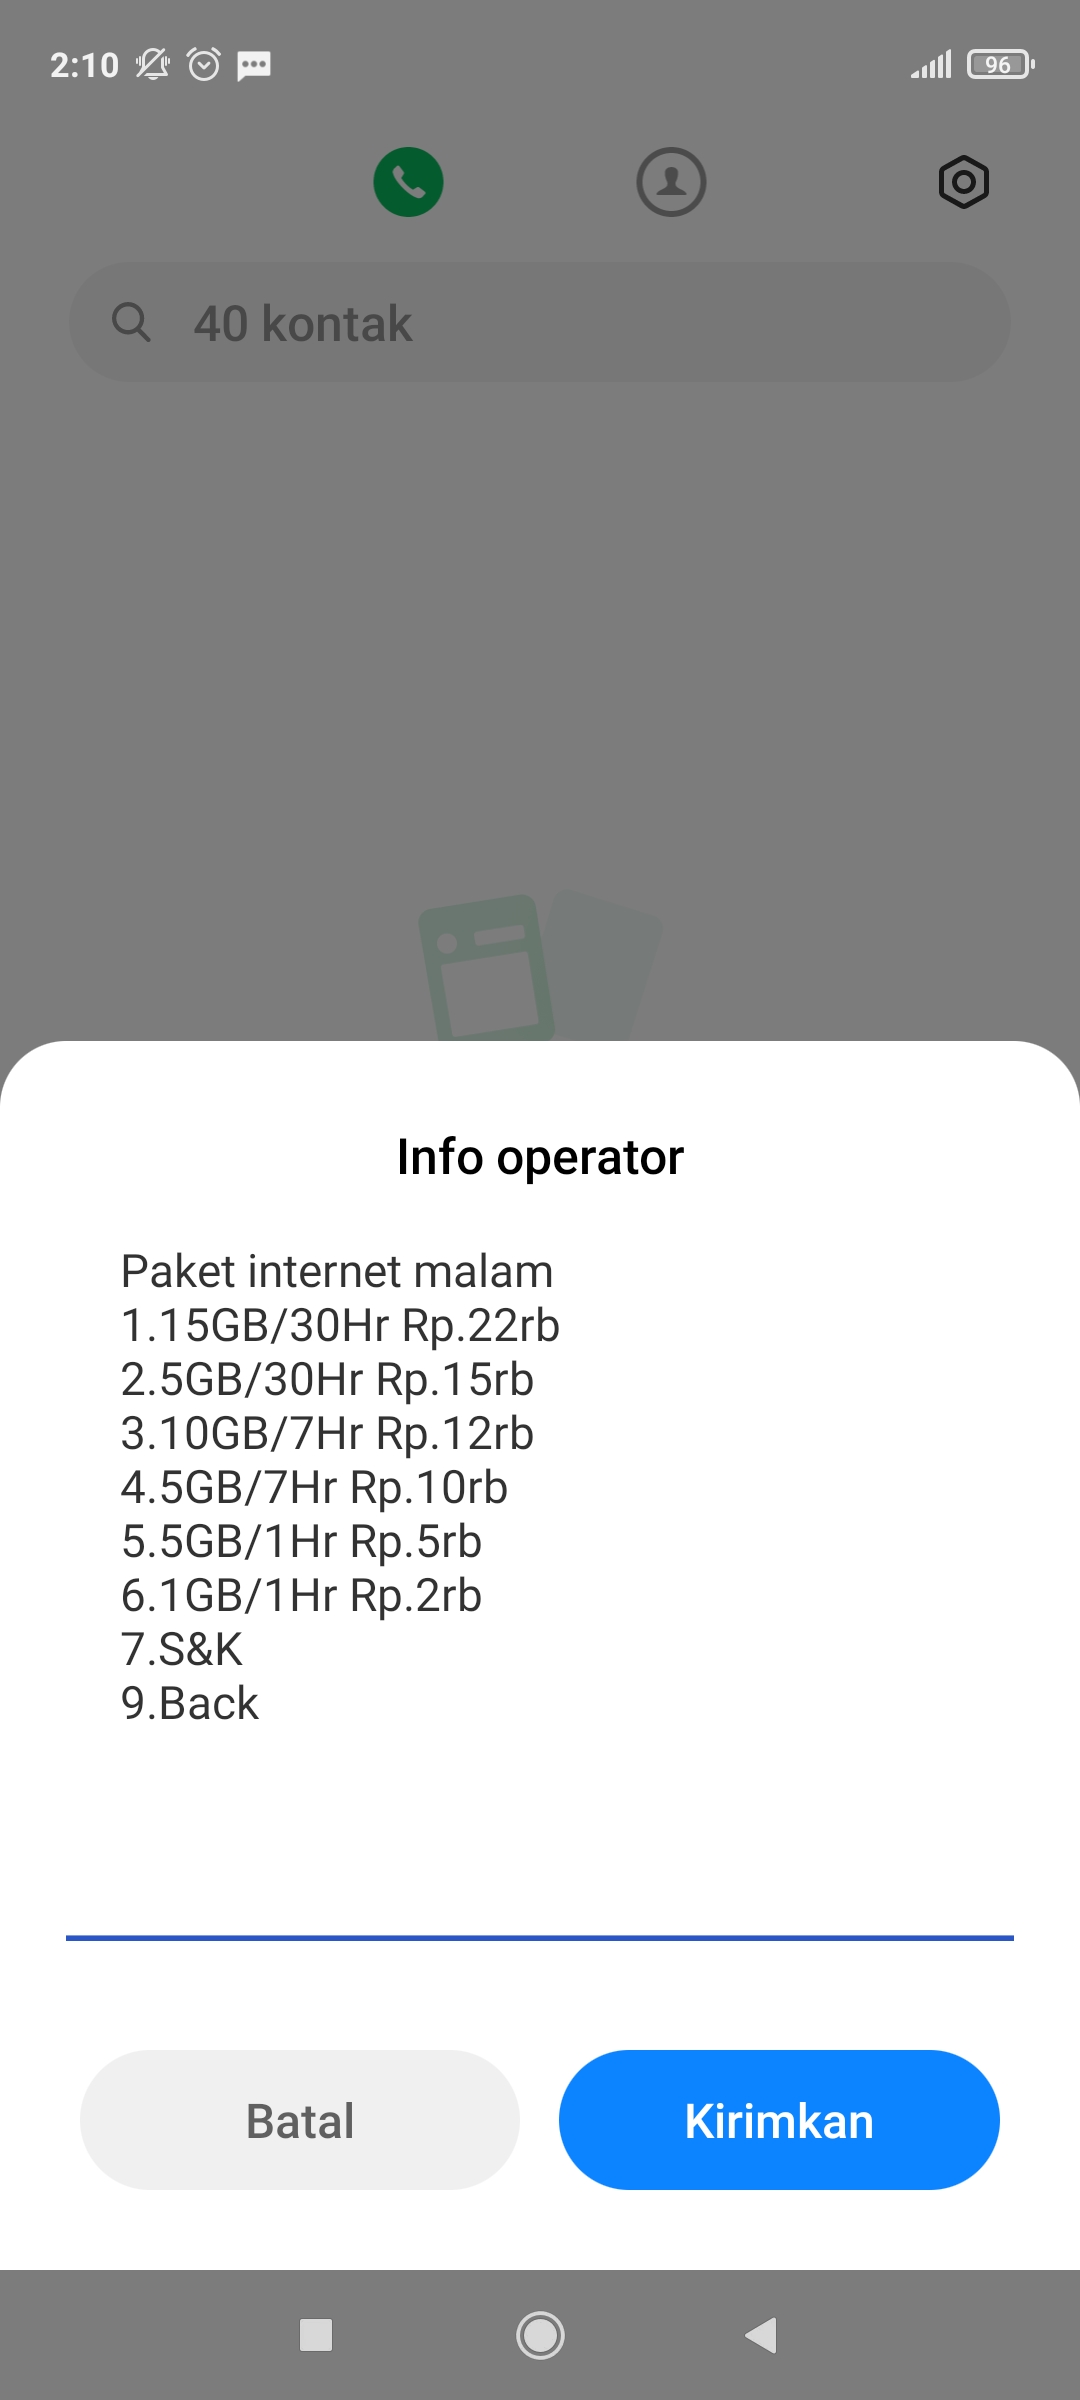 2:10
96
40 kontak
Info operator
Paket internet malam
1.15GB/30Hr Rp.22rb
2.5GB/30Hr Rp.15rb
3.10GB/7Hr Rp.12rb
4.5GB/7Hr Rp.10rb
5.5GB/1Hr Rp.5rb
6.1GB/1Hr Rp.2rb
7.S&K
9.Back
Batal
Kirimkan